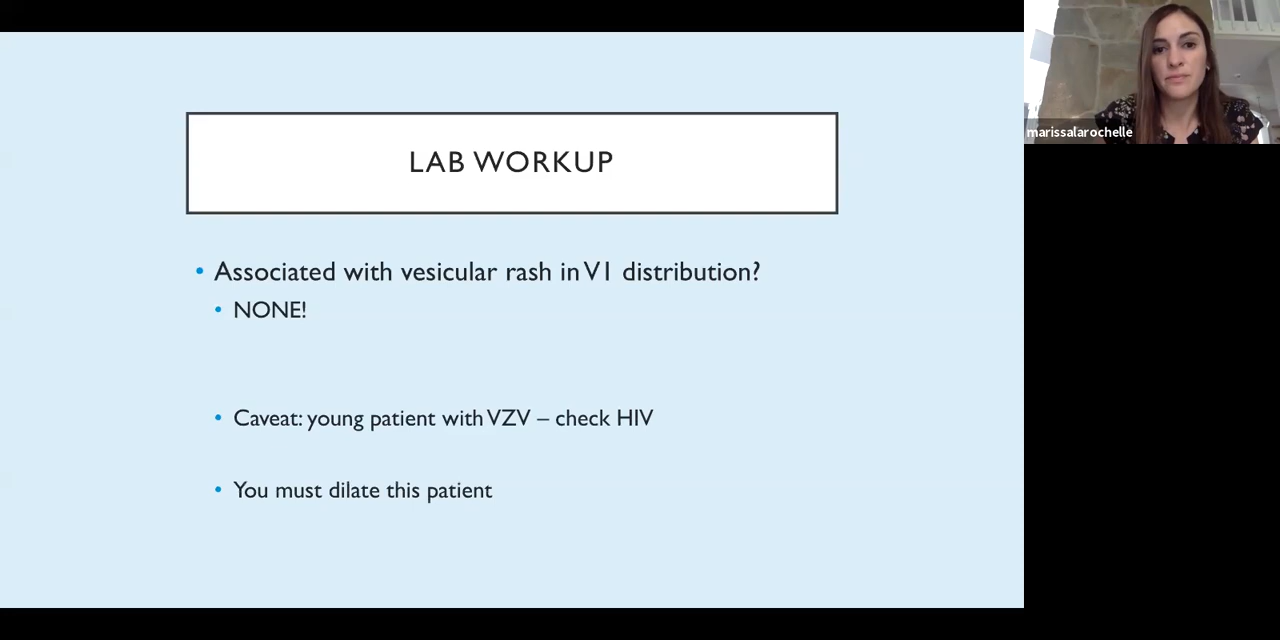 LAB WORKUP
• Associated with vesicular rash in V1 distribution?
• NONE!
• Caveat: young patient with VZV – check HIV
• You must dilate this patient
marissalarochelle